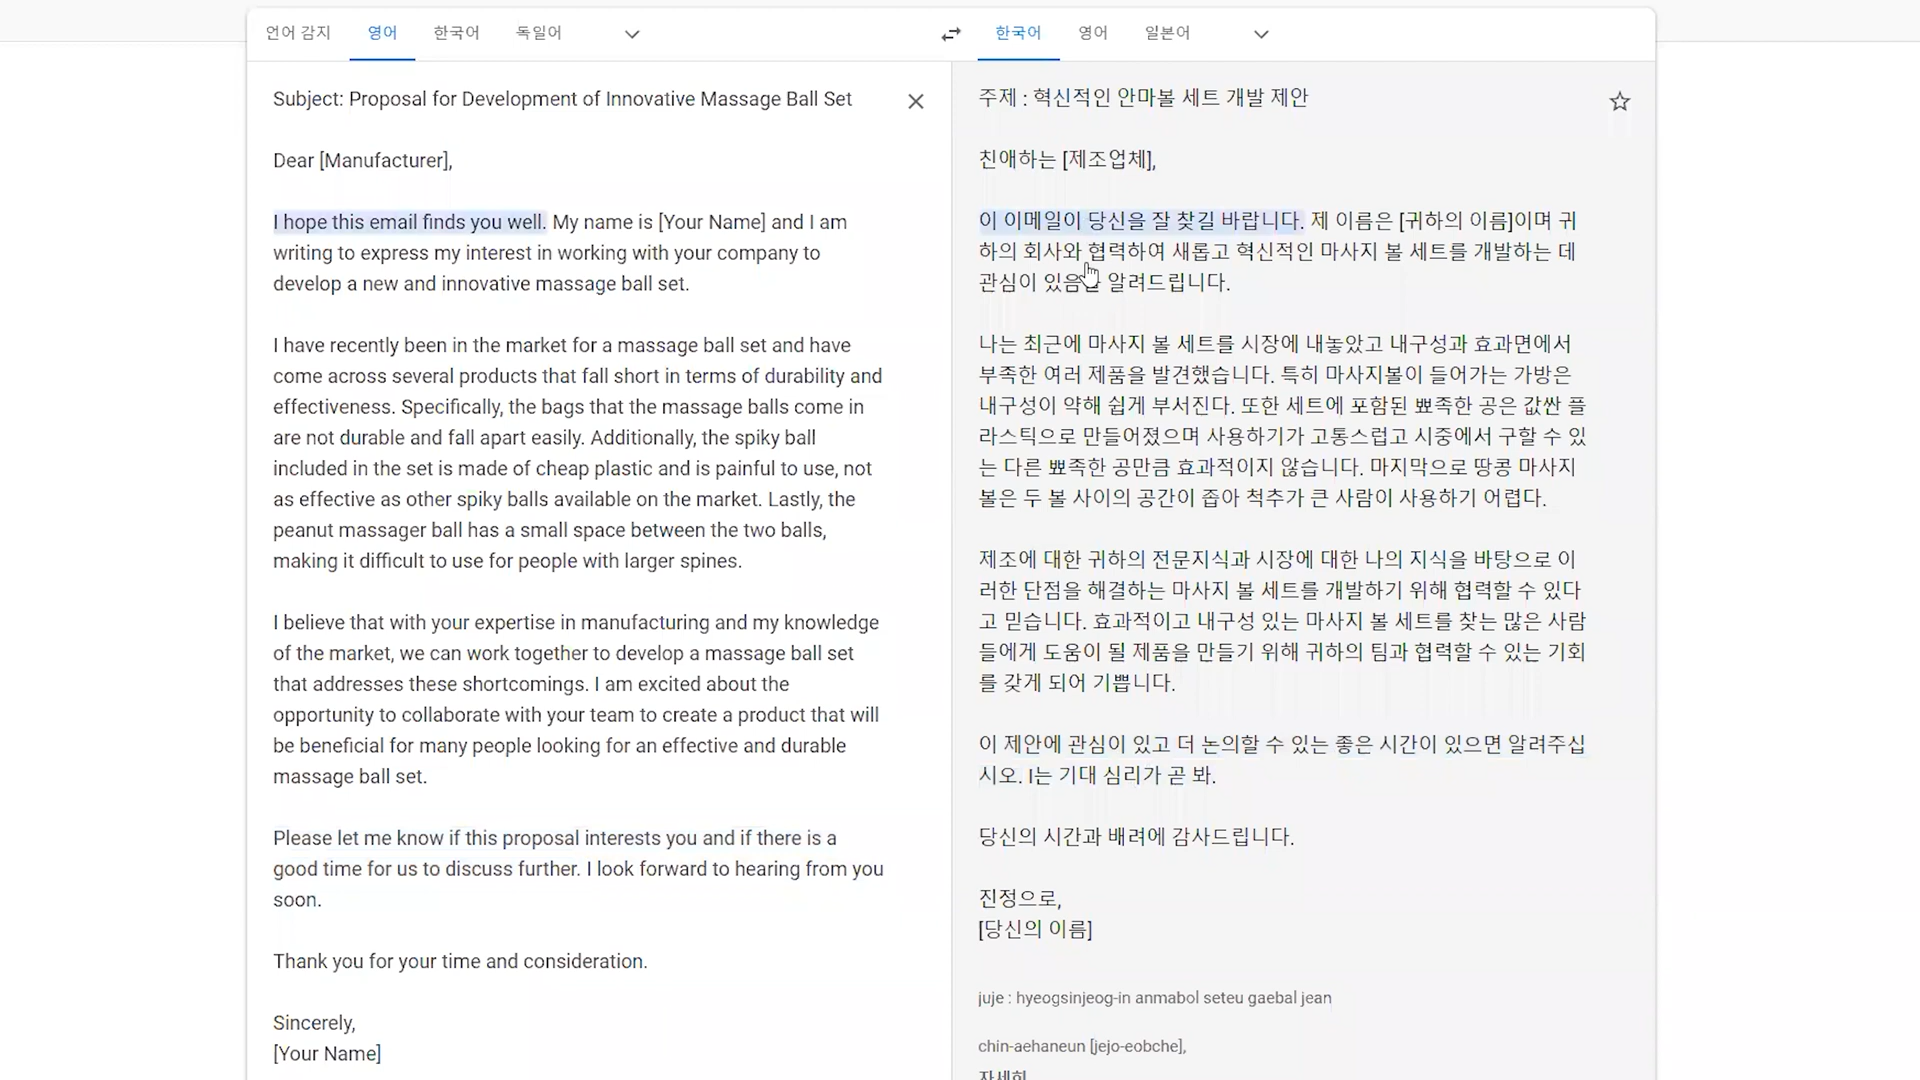 언어 감지 영어 한국어 독일어
한국어 영어 일본어
Subject: Proposal for Development of Innovative Massage Ball Set
Dear [Manufacturer],
I hope this email finds you well. My name is [Your Name] and I am
writing to express my interest in working with your company to
develop a new and innovative massage ball set.
I have recently been in the market for a massage ball set and have
come across several products that fall short in terms of durability and
effectiveness. Specifically, the bags that the massage balls come in
are not durable and fall apart easily. Additionally, the spiky ball
included in the set is made of cheap plastic and is painful to use, not
as effective as other spiky balls available on the market. Lastly, the
peanut massager ball has a small space between the two balls,
making it difficult to use for people with larger spines.
I believe that with your expertise in manufacturing and my knowledge
of the market, we can work together to develop a massage ball set
that addresses these shortcomings. I am excited about the
opportunity to collaborate with your team to create a product that will
be beneficial for many people looking for an effective and durable
massage ball set.
Please let me know if this proposal interests you and if there is a
good time for us to discuss further. I look forward to hearing from you
soon.
Thank you for your time and consideration.
Sincerely,
[Your Name]
주제 : 혁신적인 안마볼 세트 개발 제안
친애하는 [제조업체],
이 이메일이 당신을 잘 찾길 바랍니다. 제 이름은 [귀하의 이름]이며 귀
하의 회사와 협력하여 새롭고 혁신적인 마사지 볼 세트를 개발하는 데
관심이 있음을 알려드립니다.
나는 최근에 마사지 볼 세트를 시장에 내놓았고 내구성과 효과면에서
부족한 여러 제품을 발견했습니다. 특히 마사지볼이 들어가는 가방은
내구성이 약해 쉽게 부서진다. 또한 세트에 포함된 뾰족한 공은 값싼 플
라스틱으로 만들어졌으며 사용하기가 고통스럽고 시중에서 구할 수 있
는 다른 뾰족한 공만큼 효과적이지 않습니다. 마지막으로 땅콩 마사지
볼은 두 볼 사이의 공간이 좁아 척추가 큰 사람이 사용하기 어렵다.
제조에 대한 귀하의 전문지식과 시장에 대한 나의 지식을 바탕으로 이
러한 단점을 해결하는 마사지 볼 세트를 개발하기 위해 협력할 수 있다
고 믿습니다. 효과적이고 내구성 있는 마사지 볼 세트를 찾는 많은 사람
들에게 도움이 될 제품을 만들기 위해 귀하의 팀과 협력할 수 있는 기회
를 갖게 되어 기쁩니다.
이 제안에 관심이 있고 더 논의할 수 있는 좋은 시간이 있으면 알려주십
시오. I는 기대 심리가 곧 봐.
당신의 시간과 배려에 감사드립니다.
진정으로,
[당신의 이름]
juje : hyeogsinjeog-in anmabol seteu gaebal jean
chin-aehaneun [jejo-eobche],
자세히